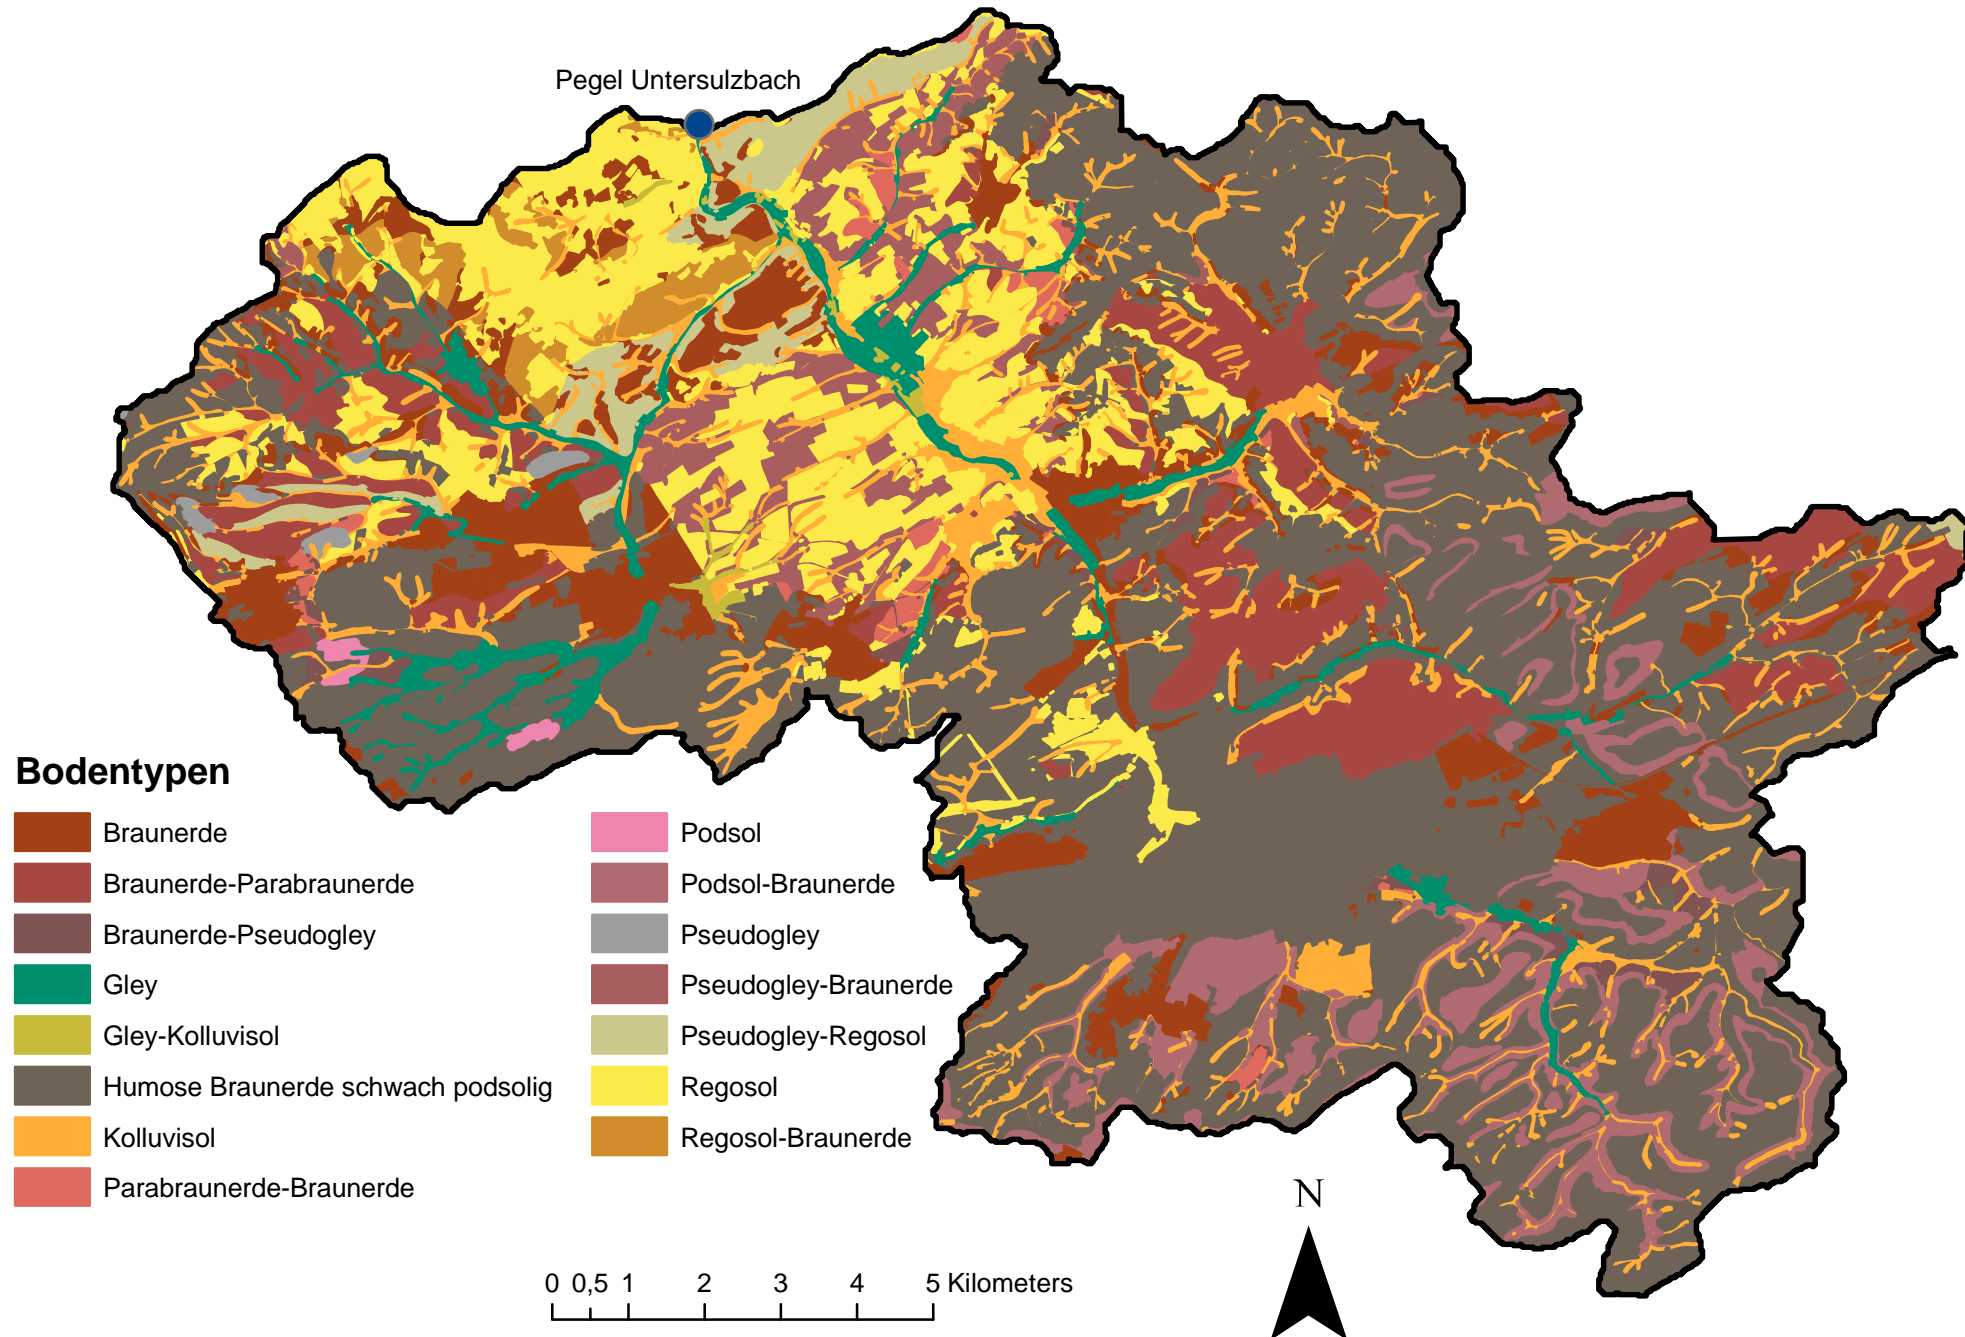 Pegel Untersulzbach
Bodentypen
Braunerde
Braunerde-Parabraunerde
Braunerde-Pseudogley
Gley
Gley-Kolluvisol
Humose Braunerde schwach podsolig
Kolluvisol
Parabraunerde-Braunerde
Podsol
Podsol-Braunerde
Pseudogley
Pseudogley-Braunerde
Pseudogley-Regosol
Regosol
Regosol-Braunerde
N
0 0,5 1 2 3 4 5 Kilometers